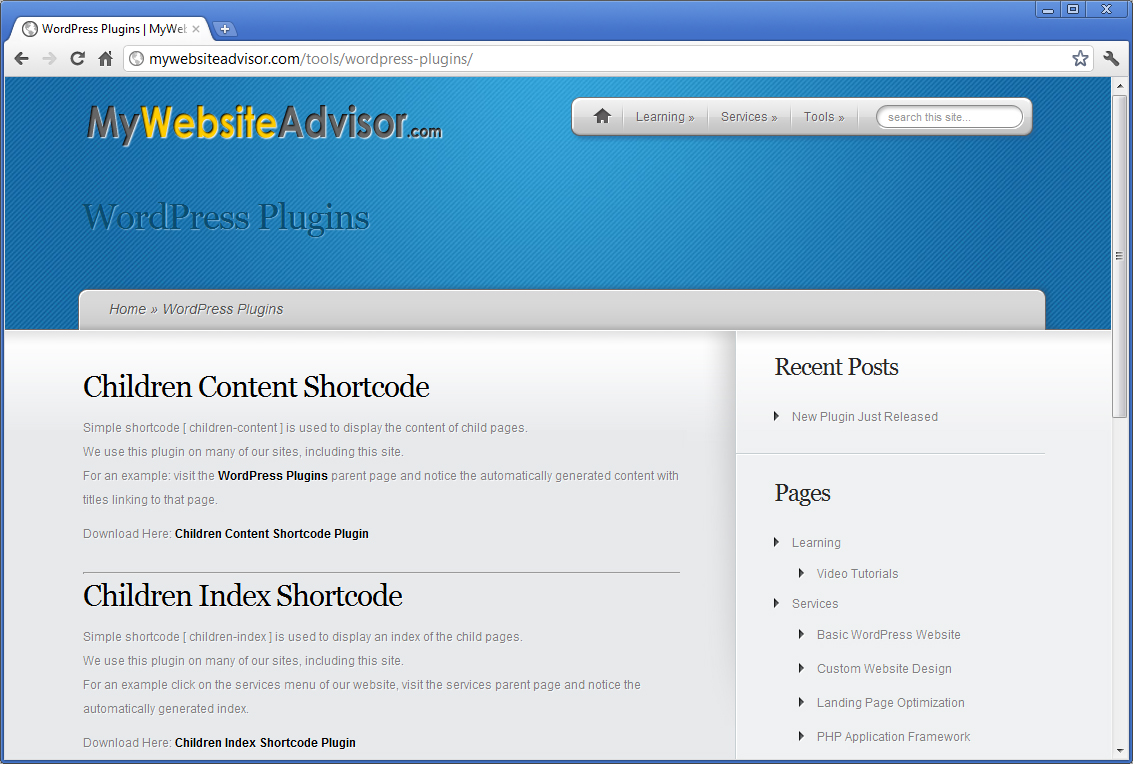 WordPress Plugins | MyWeb
mywebsiteadvisor.com/tools/wordpress-plugins/
MyWebsiteAdvisor.com
Learning »
Services »
Tools »
search this site...
WordPress Plugins
Home » WordPress Plugins
Children Content Shortcode
Simple shortcode [ children-content ] is used to display the content of child pages.
We use this plugin on many of our sites, including this site.
For an example: visit the WordPress Plugins parent page and notice the automatically generated content with
titles linking to that page.
Download Here: Children Content Shortcode Plugin
Children Index Shortcode
Simple shortcode [ children-index ] is used to display an index of the child pages.
We use this plugin on many of our sites, including this site.
For an example click on the services menu of our website, visit the services parent page and notice the
automatically generated index.
Download Here: Children Index Shortcode Plugin
Recent Posts
New Plugin Just Released
Pages
Learning
Video Tutorials
Services
Basic WordPress Website
Custom Website Design
Landing Page Optimization
PHP Application Framework